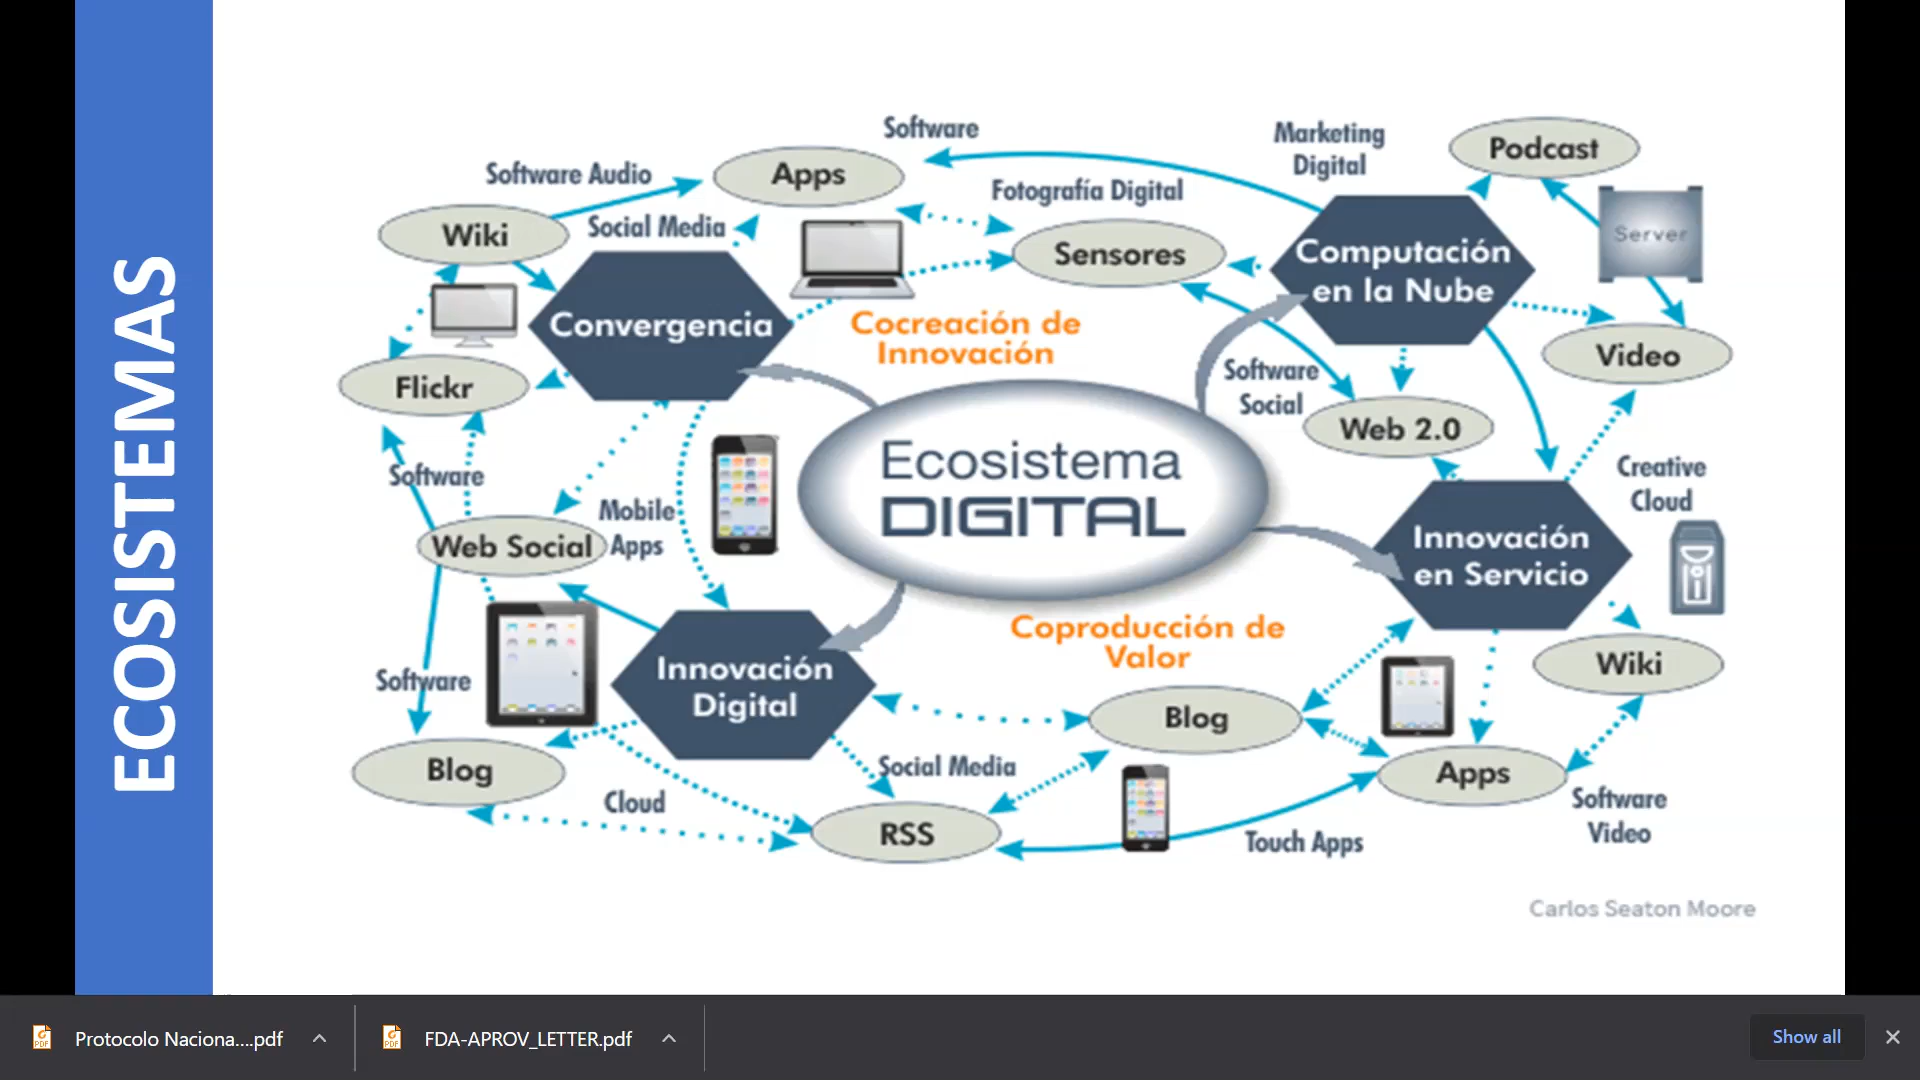 ECOSISTEMAS
Software
Marketing
Digital
Podcast
Software Audio
Apps
Fotografía Digital
Wiki
Social Media
Sensores
Computación
en la Nube
Server
Convergencia
Cocreación de
Innovación
Video
Flickr
Software
Social
Web 2.0
Ecosistema
DIGITAL
Software
Mobile
Apps
Web Social
Creative
Cloud
Innovación
en Servicio
Coproducción de
Valor
Software
Innovación
Digital
Wiki
Blog
Blog
Social Media
Apps
Cloud
RSS
Touch Apps
Software
Video
Carlos Seaton Moore
Protocolo Naciona....pdf
FDA-APROV_LETTER.pdf
Show all